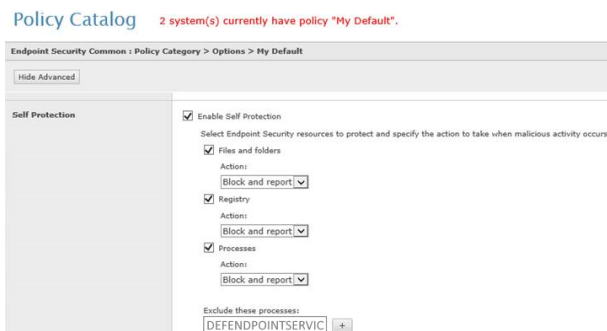 Policy Catalog 2 system(s) currently have policy "My Default".
Endpoint Security Common : Policy Category > Options > My Default
Hide Advanced
Self Protection
Enable Self Protection
Select Endpoint Security resources to protect and specify the action to take when malicious activity occurs
Files and folders
Action:
Block and report
Registry
Action:
Block and report
Processes
Action:
Block and report
Exclude these processes:
DEFENDPOINTSERVIC +